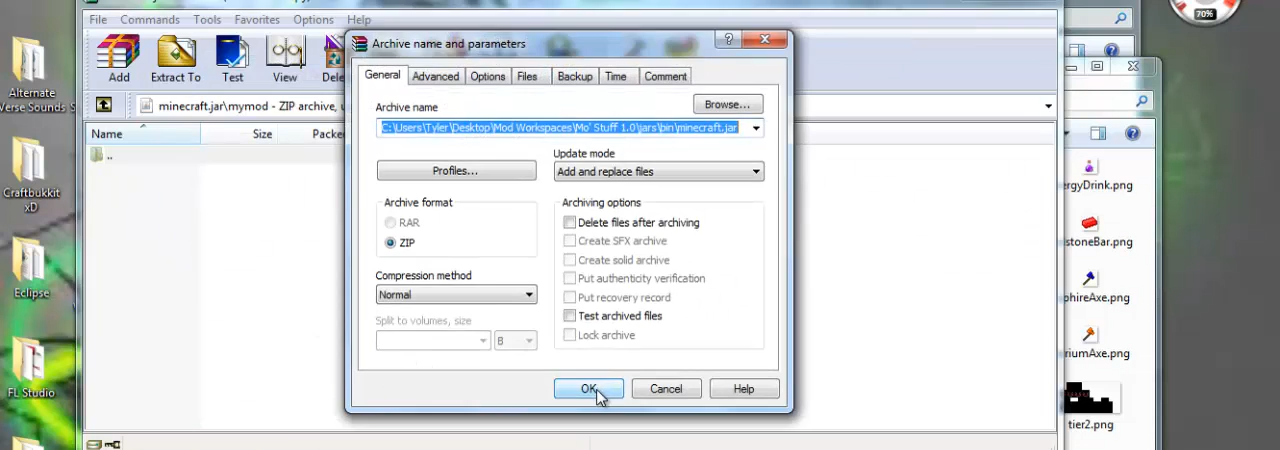 70%
File Commands Tools Favorites Options Help
Add Extract To Test View
minecraft.jar\mymod - ZIP archive,
Name Size
..
Archive name and parameters
General Advanced Options Files Backup Time Comment
Archive name
Browse...
C:\Users\Tyler\Desktop\Mod Workspaces\Mo' Stuff 1.0\jars\bin\minecraft.jar
Profiles...
Update mode
Add and replace files
Archive format
RAR
ZIP
Compression method
Normal
Split to volumes, size
B
Archiving options
Delete files after archiving
Create SFX archive
Create solid archive
Put authenticity verification
Put recovery record
Test archived files
Lock archive
OK Cancel Help
Alternate
Verse Sounds
Craftbukkit
xD
Eclipse
FL Studio
ergyDrink.png
stoneBar.png
phireAxe.png
riumAxe.png
tier2.png